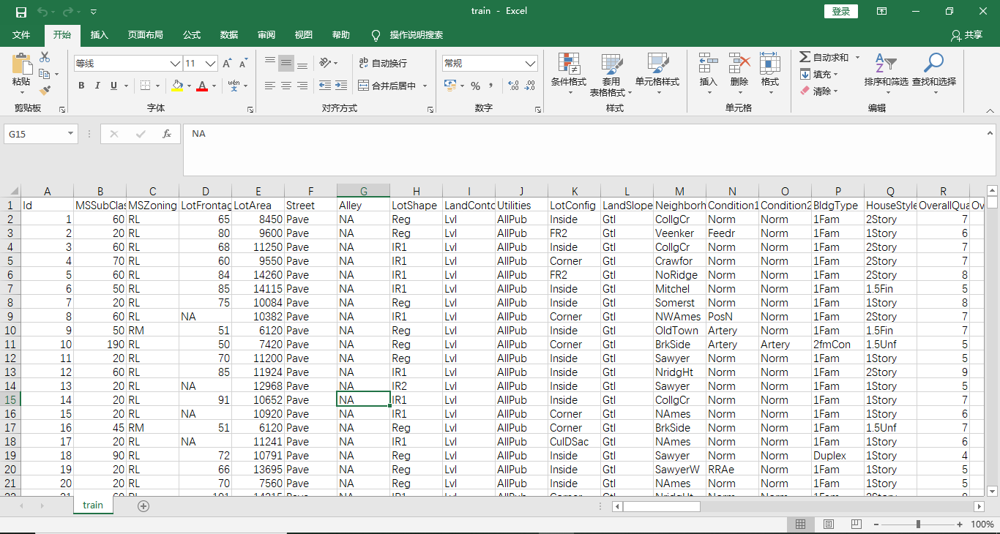 train - Excel 登录
文件 开始 插入 页面布局 公式 数据 审阅 视图 帮助 操作说明搜索 共享
等线 11 A A ab 自动换行 常规 自动求和
粘贴 条件格式 套用 单元格样式 插入 删除 格式 填充 排序和筛选 查找和选择
B I U A wén 文 合并后居中 % 表格格式 清除
剪贴板 字体 对齐方式 数字 样式 单元格 编辑
G15 fx NA
A B C D E F G H I J K L M N O P Q R
1 Id MSSubClas MSZoning LotFrontag LotArea Street Alley LotShape LandConto Utilities LotConfig LandSlope Neighborh Condition1 Condition2 BldgType HouseStyle OverallQua Ov
2 1 60 RL 65 8450 Pave NA Reg Lvl AllPub Inside Gtl CollgCr Norm Norm 1Fam 2Story 7
3 2 20 RL 80 9600 Pave NA Reg Lvl AllPub FR2 Gtl Veenker Feedr Norm 1Fam 1Story 6
4 3 60 RL 68 11250 Pave NA IR1 Lvl AllPub Inside Gtl CollgCr Norm Norm 1Fam 2Story 7
5 4 70 RL 60 9550 Pave NA IR1 Lvl AllPub Corner Gtl Crawfor Norm Norm 1Fam 2Story 7
6 5 60 RL 84 14260 Pave NA IR1 Lvl AllPub FR2 Gtl NoRidge Norm Norm 1Fam 2Story 8
7 6 50 RL 85 14115 Pave NA IR1 Lvl AllPub Inside Gtl Mitchel Norm Norm 1Fam 1.5Fin 5
8 7 20 RL 75 10084 Pave NA Reg Lvl AllPub Inside Gtl Somerst Norm Norm 1Fam 1Story 8
9 8 60 RL NA 10382 Pave NA IR1 Lvl AllPub Corner Gtl NWAmes PosN Norm 1Fam 2Story 7
10 9 50 RM 51 6120 Pave NA Reg Lvl AllPub Inside Gtl OldTown Artery Norm 1Fam 1.5Fin 7
11 10 190 RL 50 7420 Pave NA Reg Lvl AllPub Corner Gtl BrkSide Artery Artery 2fmCon 1.5Unf 5
12 11 20 RL 70 11200 Pave NA Reg Lvl AllPub Inside Gtl Sawyer Norm Norm 1Fam 1Story 5
13 12 60 RL 85 11924 Pave NA IR1 Lvl AllPub Inside Gtl NridgHt Norm Norm 1Fam 2Story 9
14 13 20 RL NA 12968 Pave NA IR2 Lvl AllPub Inside Gtl Sawyer Norm Norm 1Fam 1Story 5
15 14 20 RL 91 10652 Pave NA IR1 Lvl AllPub Inside Gtl CollgCr Norm Norm 1Fam 1Story 7
16 15 20 RL NA 10920 Pave NA IR1 Lvl AllPub Corner Gtl NAmes Norm Norm 1Fam 1Story 6
17 16 45 RM 51 6120 Pave NA Reg Lvl AllPub Corner Gtl BrkSide Norm Norm 1Fam 1.5Unf 7
18 17 20 RL NA 11241 Pave NA IR1 Lvl AllPub CulDSac Gtl NAmes Norm Norm 1Fam 1Story 6
19 18 90 RL 72 10791 Pave NA Reg Lvl AllPub Inside Gtl Sawyer Norm Norm Duplex 1Story 4
20 19 20 RL 66 13695 Pave NA Reg Lvl AllPub Inside Gtl SawyerW RRAe Norm 1Fam 1Story 5
21 20 20 RL 70 7560 Pave NA Reg Lvl AllPub Inside Gtl NAmes Norm Norm 1Fam 1Story 5
train
100%